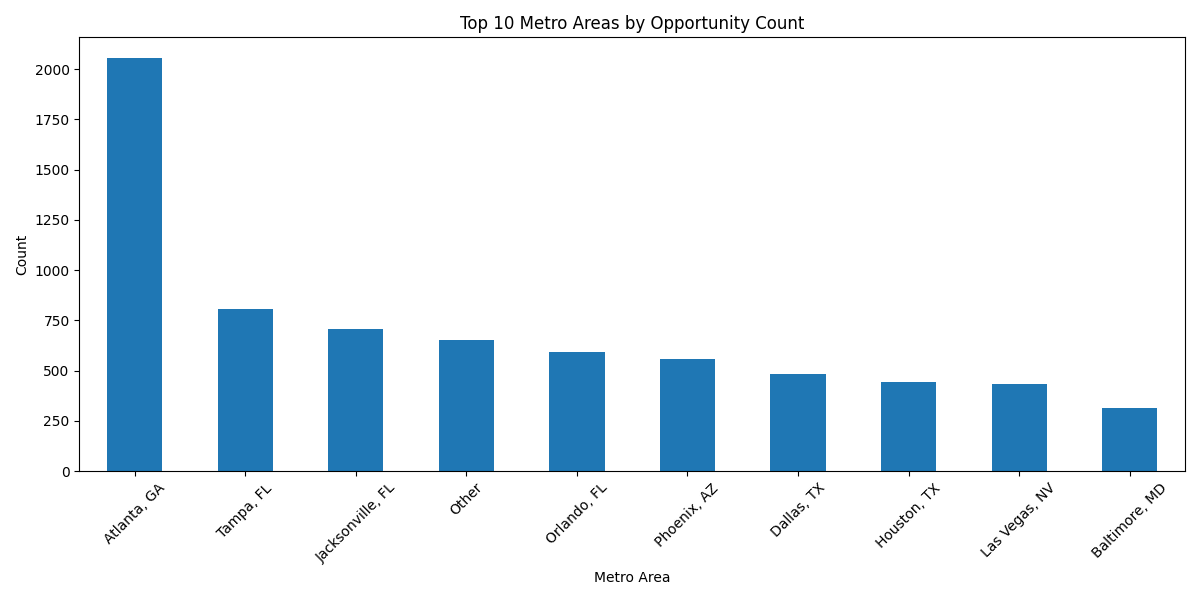 Top 10 Metro Areas by Opportunity Count
2000
1750
1500
1250
1000
750
500
250
0
Count
Atlanta, GA
Tampa, FL
Jacksonville, FL
Other
Orlando, FL
Phoenix, AZ
Dallas, TX
Houston, TX
Las Vegas, NV
Baltimore, MD
Metro Area